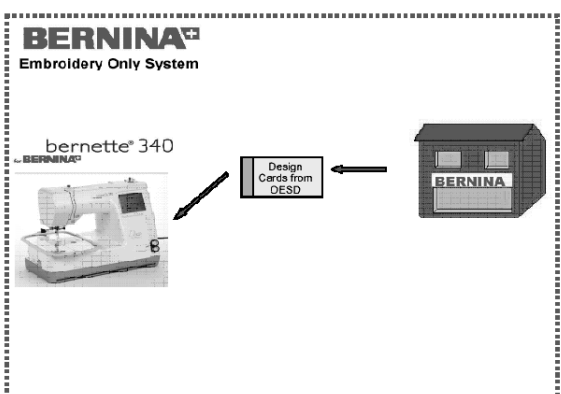 BERNINA
Embroidery Only System
bernette® 340
for BERNINA
Design
Cards from
OESD
BERNINA